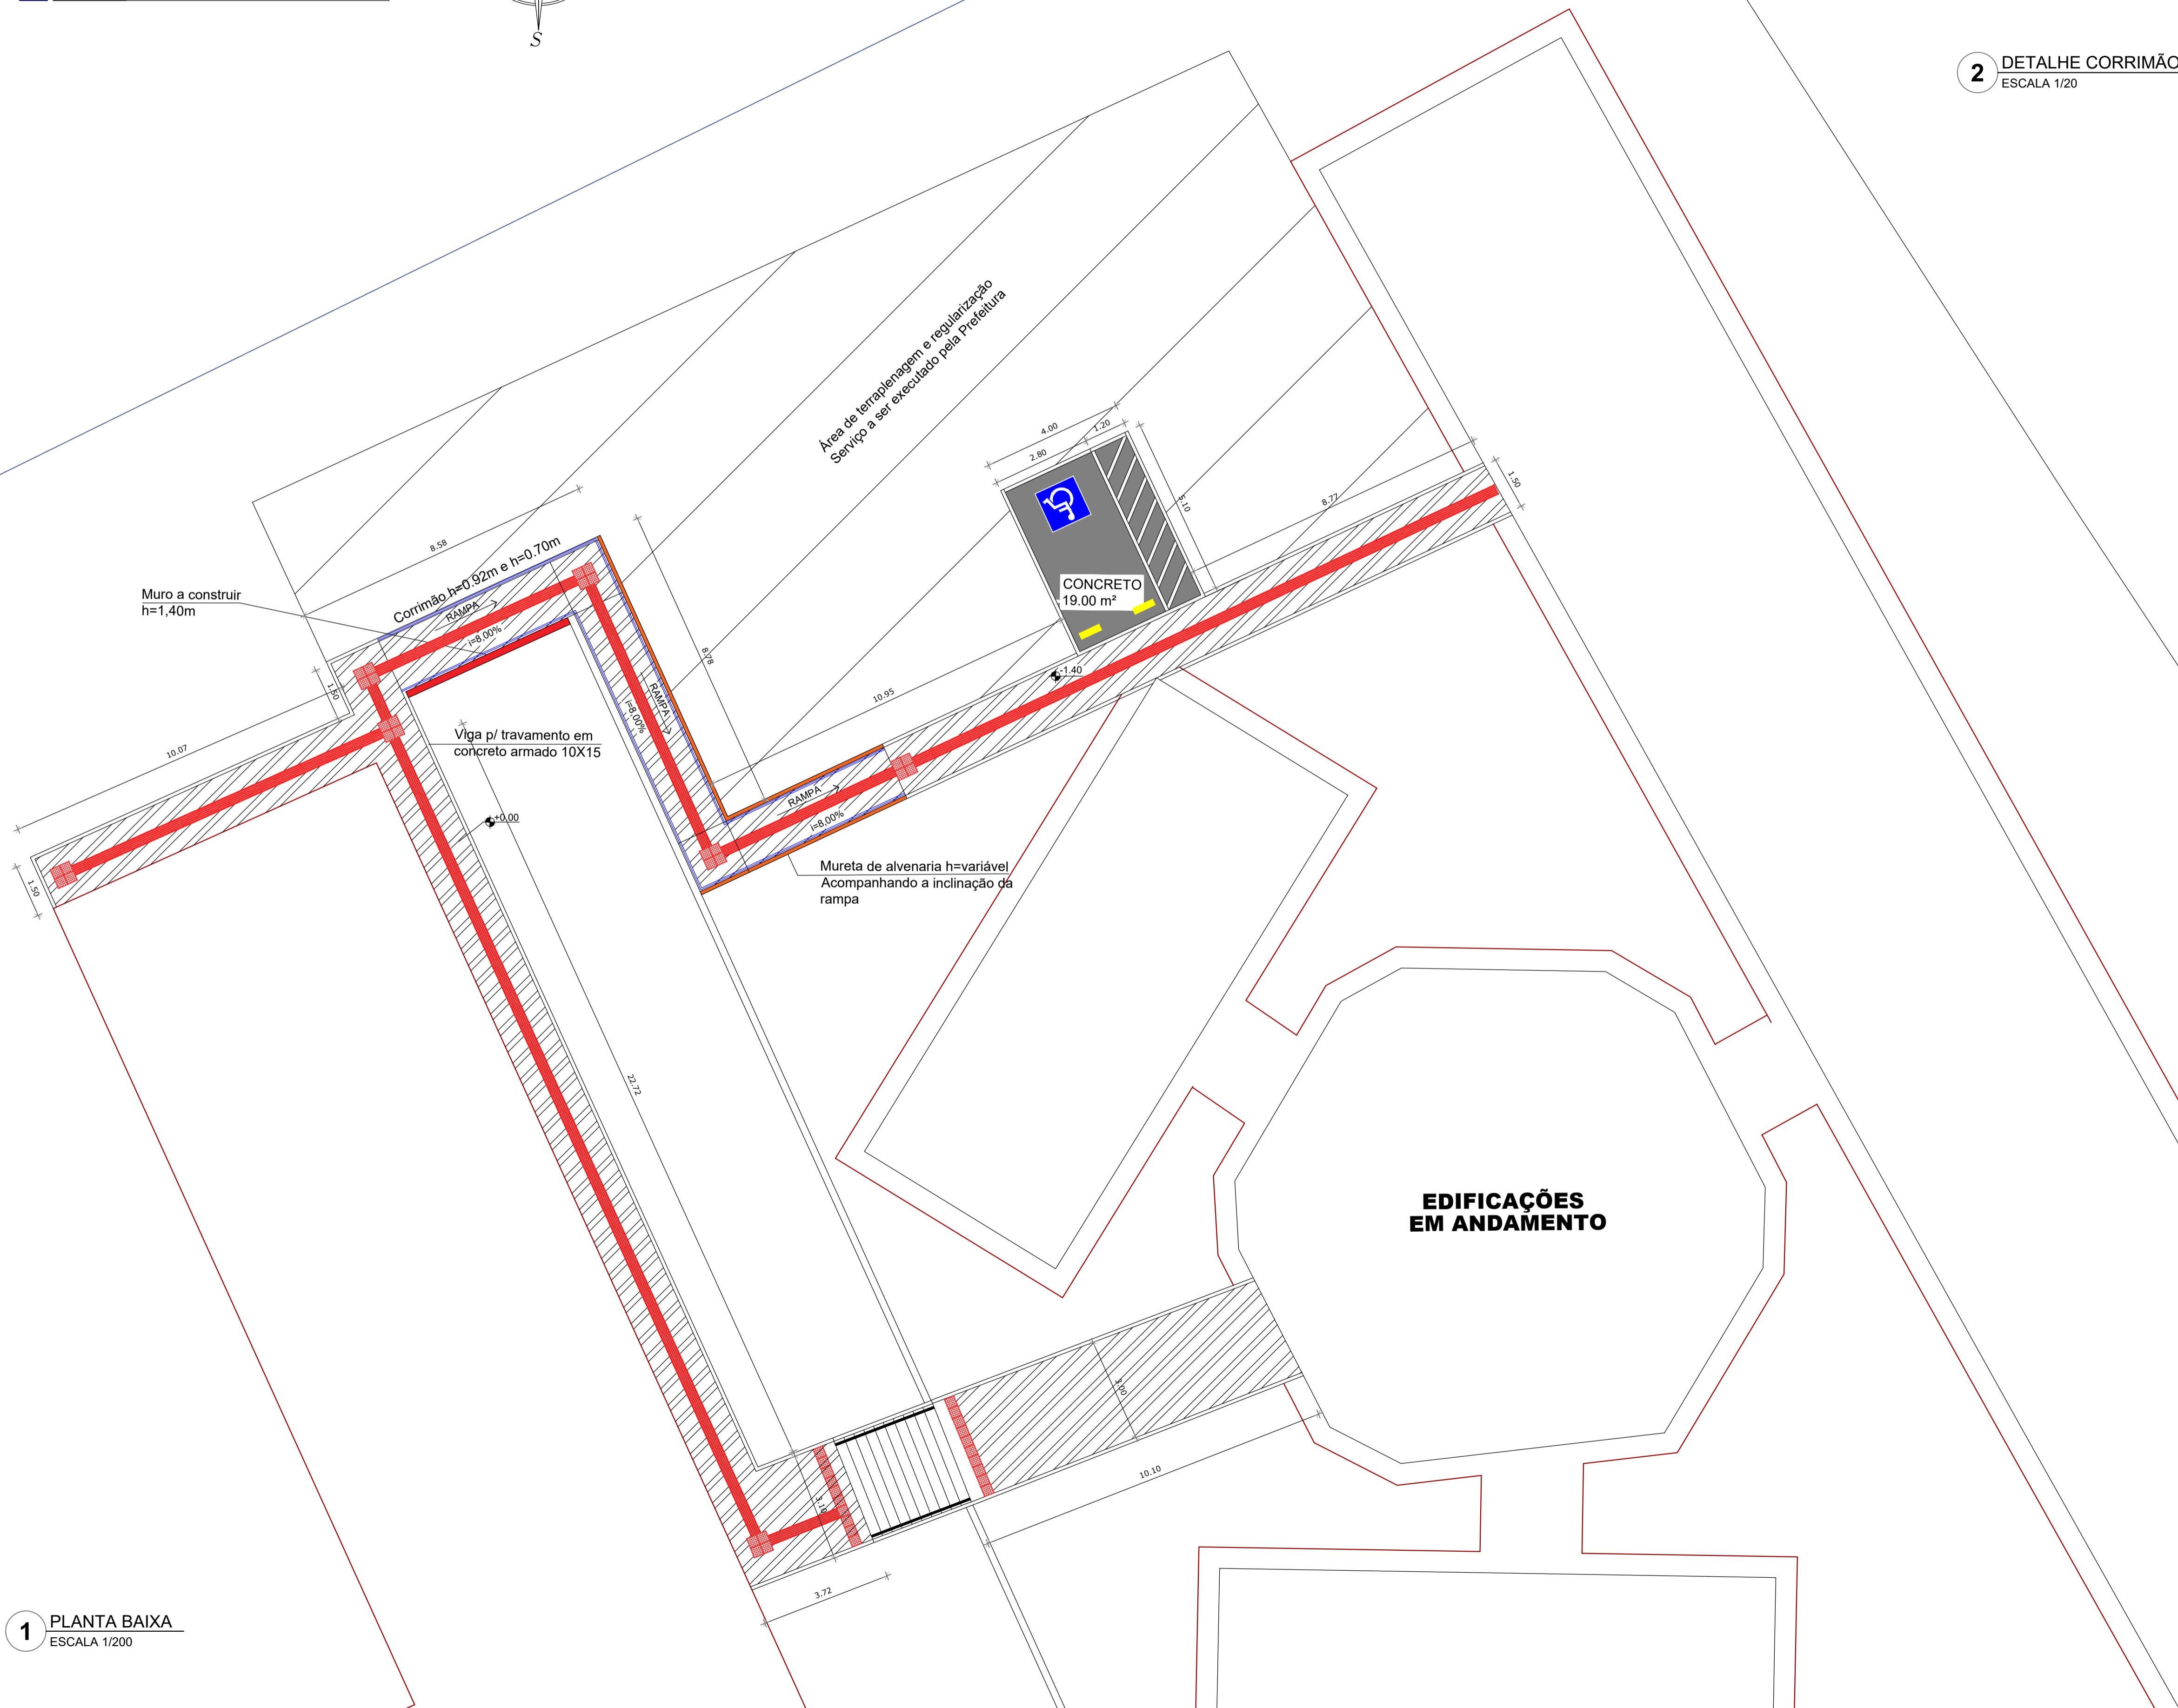 S
2
DETALHE CORRIMÃO
ESCALA 1/20
Área de terraplenagem e regularização
Serviço a ser executado pela Prefeitura
4.00
1.20
2.80
5.10
8.77
1.50
CONCRETO
19.00 m²
8.58
Corrimão h=0.92m e h=0.70m
RAMPA
i=8,00%
Muro a construir
h=1,40m
1.50
8.78
RAMPA
i=8,00%
-1.40
10.95
10.07
Viga p/ travamento em
concreto armado 10X15
RAMPA
i=8,00%
+0.00
Mureta de alvenaria h=variável
Acompanhando a inclinação da
rampa
1.50
22.72
EDIFICAÇÕES
EM ANDAMENTO
3.00
10.10
3.10
3.72
1
PLANTA BAIXA
ESCALA 1/200